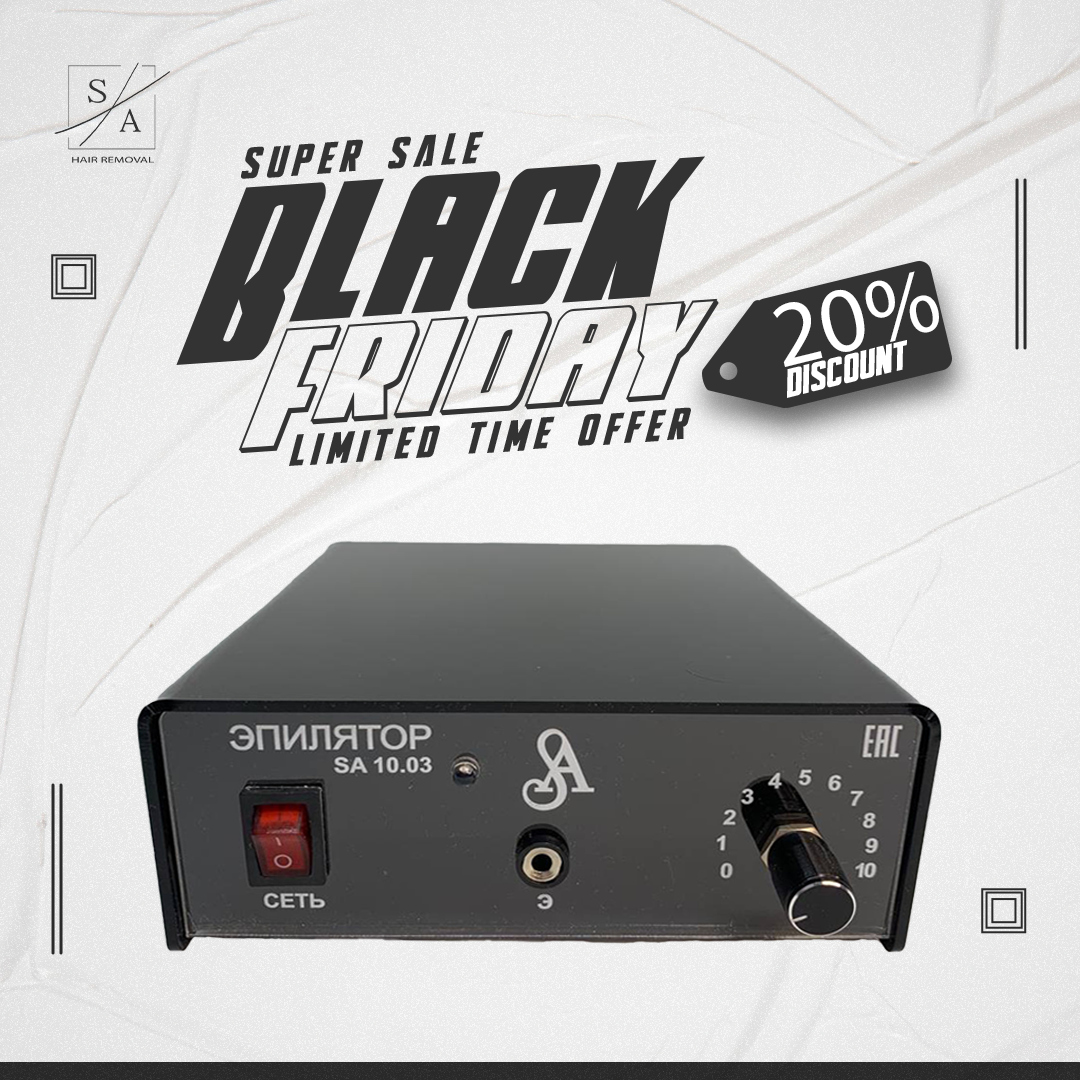 S
A
HAIR REMOVAL
SUPER SALE
BLACK
FRIDAY
LIMITED TIME OFFER
20%
DISCOUNT
ЭПИЛЯТОР
SA 10.03
SA
EAC
I
O
СЕТЬ
Э
0 1 2 3 4 5 6 7 8 9 10